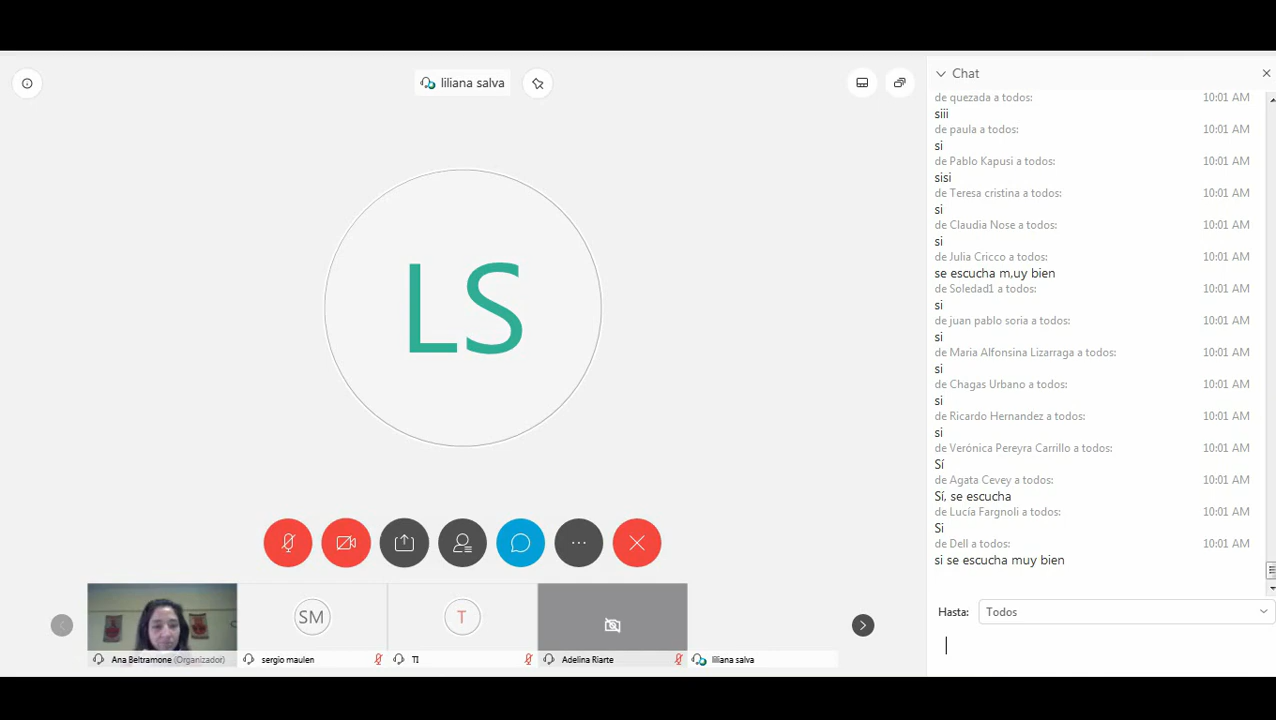 liliana salva
LS
Ana Beltramone (Organizador)
sergio maulen
SM
TI
T
Adelina Riarte
liliana salva
Chat
de quezada a todos: 10:01 AM
siii
de paula a todos: 10:01 AM
si
de Pablo Kapusi a todos: 10:01 AM
sisi
de Teresa cristina a todos: 10:01 AM
si
de Claudia Nose a todos: 10:01 AM
si
de Julia Cricco a todos: 10:01 AM
se escucha m,uy bien
de Soledad1 a todos: 10:01 AM
si
de juan pablo soria a todos: 10:01 AM
si
de Maria Alfonsina Lizarraga a todos: 10:01 AM
si
de Chagas Urbano a todos: 10:01 AM
si
de Ricardo Hernandez a todos: 10:01 AM
si
de Verónica Pereyra Carrillo a todos: 10:01 AM
Sí
de Agata Cevey a todos: 10:01 AM
Sí, se escucha
de Lucía Fargnoli a todos: 10:01 AM
Si
de Dell a todos: 10:01 AM
si se escucha muy bien
Hasta: Todos